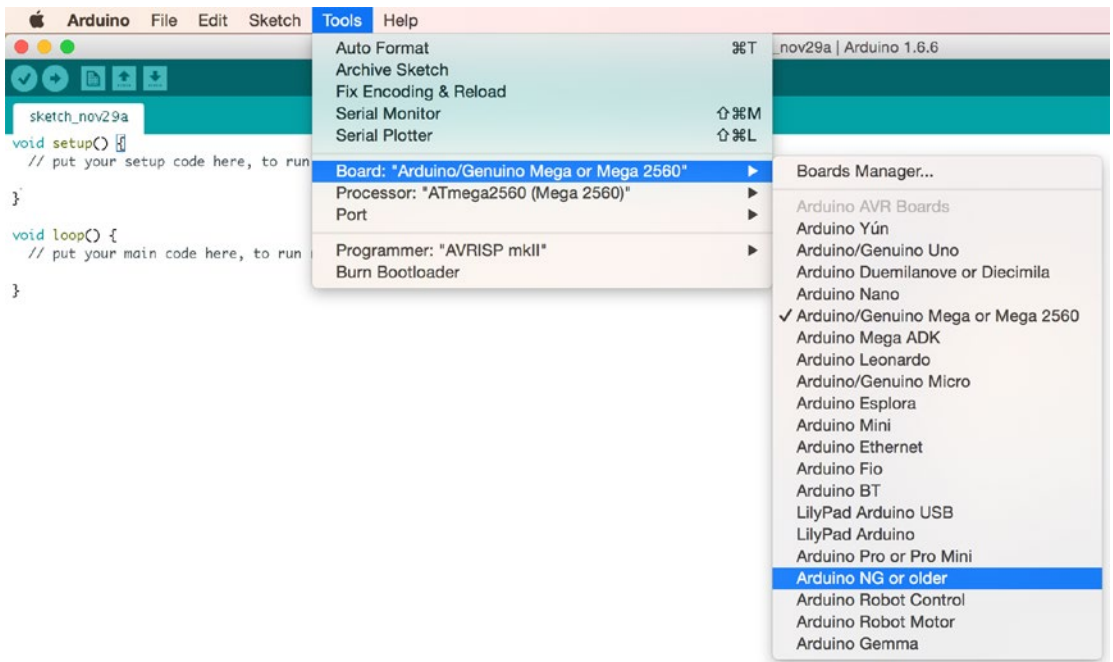 Arduino File Edit Sketch Tools Help
_nov29a | Arduino 1.6.6
sketch_nov29a
void setup() {
// put your setup code here, to run
}
void loop() {
// put your main code here, to run
}
Auto Format ⌘T
Archive Sketch
Fix Encoding & Reload
Serial Monitor ⇧⌘M
Serial Plotter ⇧⌘L
Board: "Arduino/Genuino Mega or Mega 2560"
Processor: "ATmega2560 (Mega 2560)"
Port
Programmer: "AVRISP mkII"
Burn Bootloader
Boards Manager...
Arduino AVR Boards
Arduino Yún
Arduino/Genuino Uno
Arduino Duemilanove or Diecimila
Arduino Nano
✓ Arduino/Genuino Mega or Mega 2560
Arduino Mega ADK
Arduino Leonardo
Arduino/Genuino Micro
Arduino Esplora
Arduino Mini
Arduino Ethernet
Arduino Fio
Arduino BT
LilyPad Arduino USB
LilyPad Arduino
Arduino Pro or Pro Mini
Arduino NG or older
Arduino Robot Control
Arduino Robot Motor
Arduino Gemma